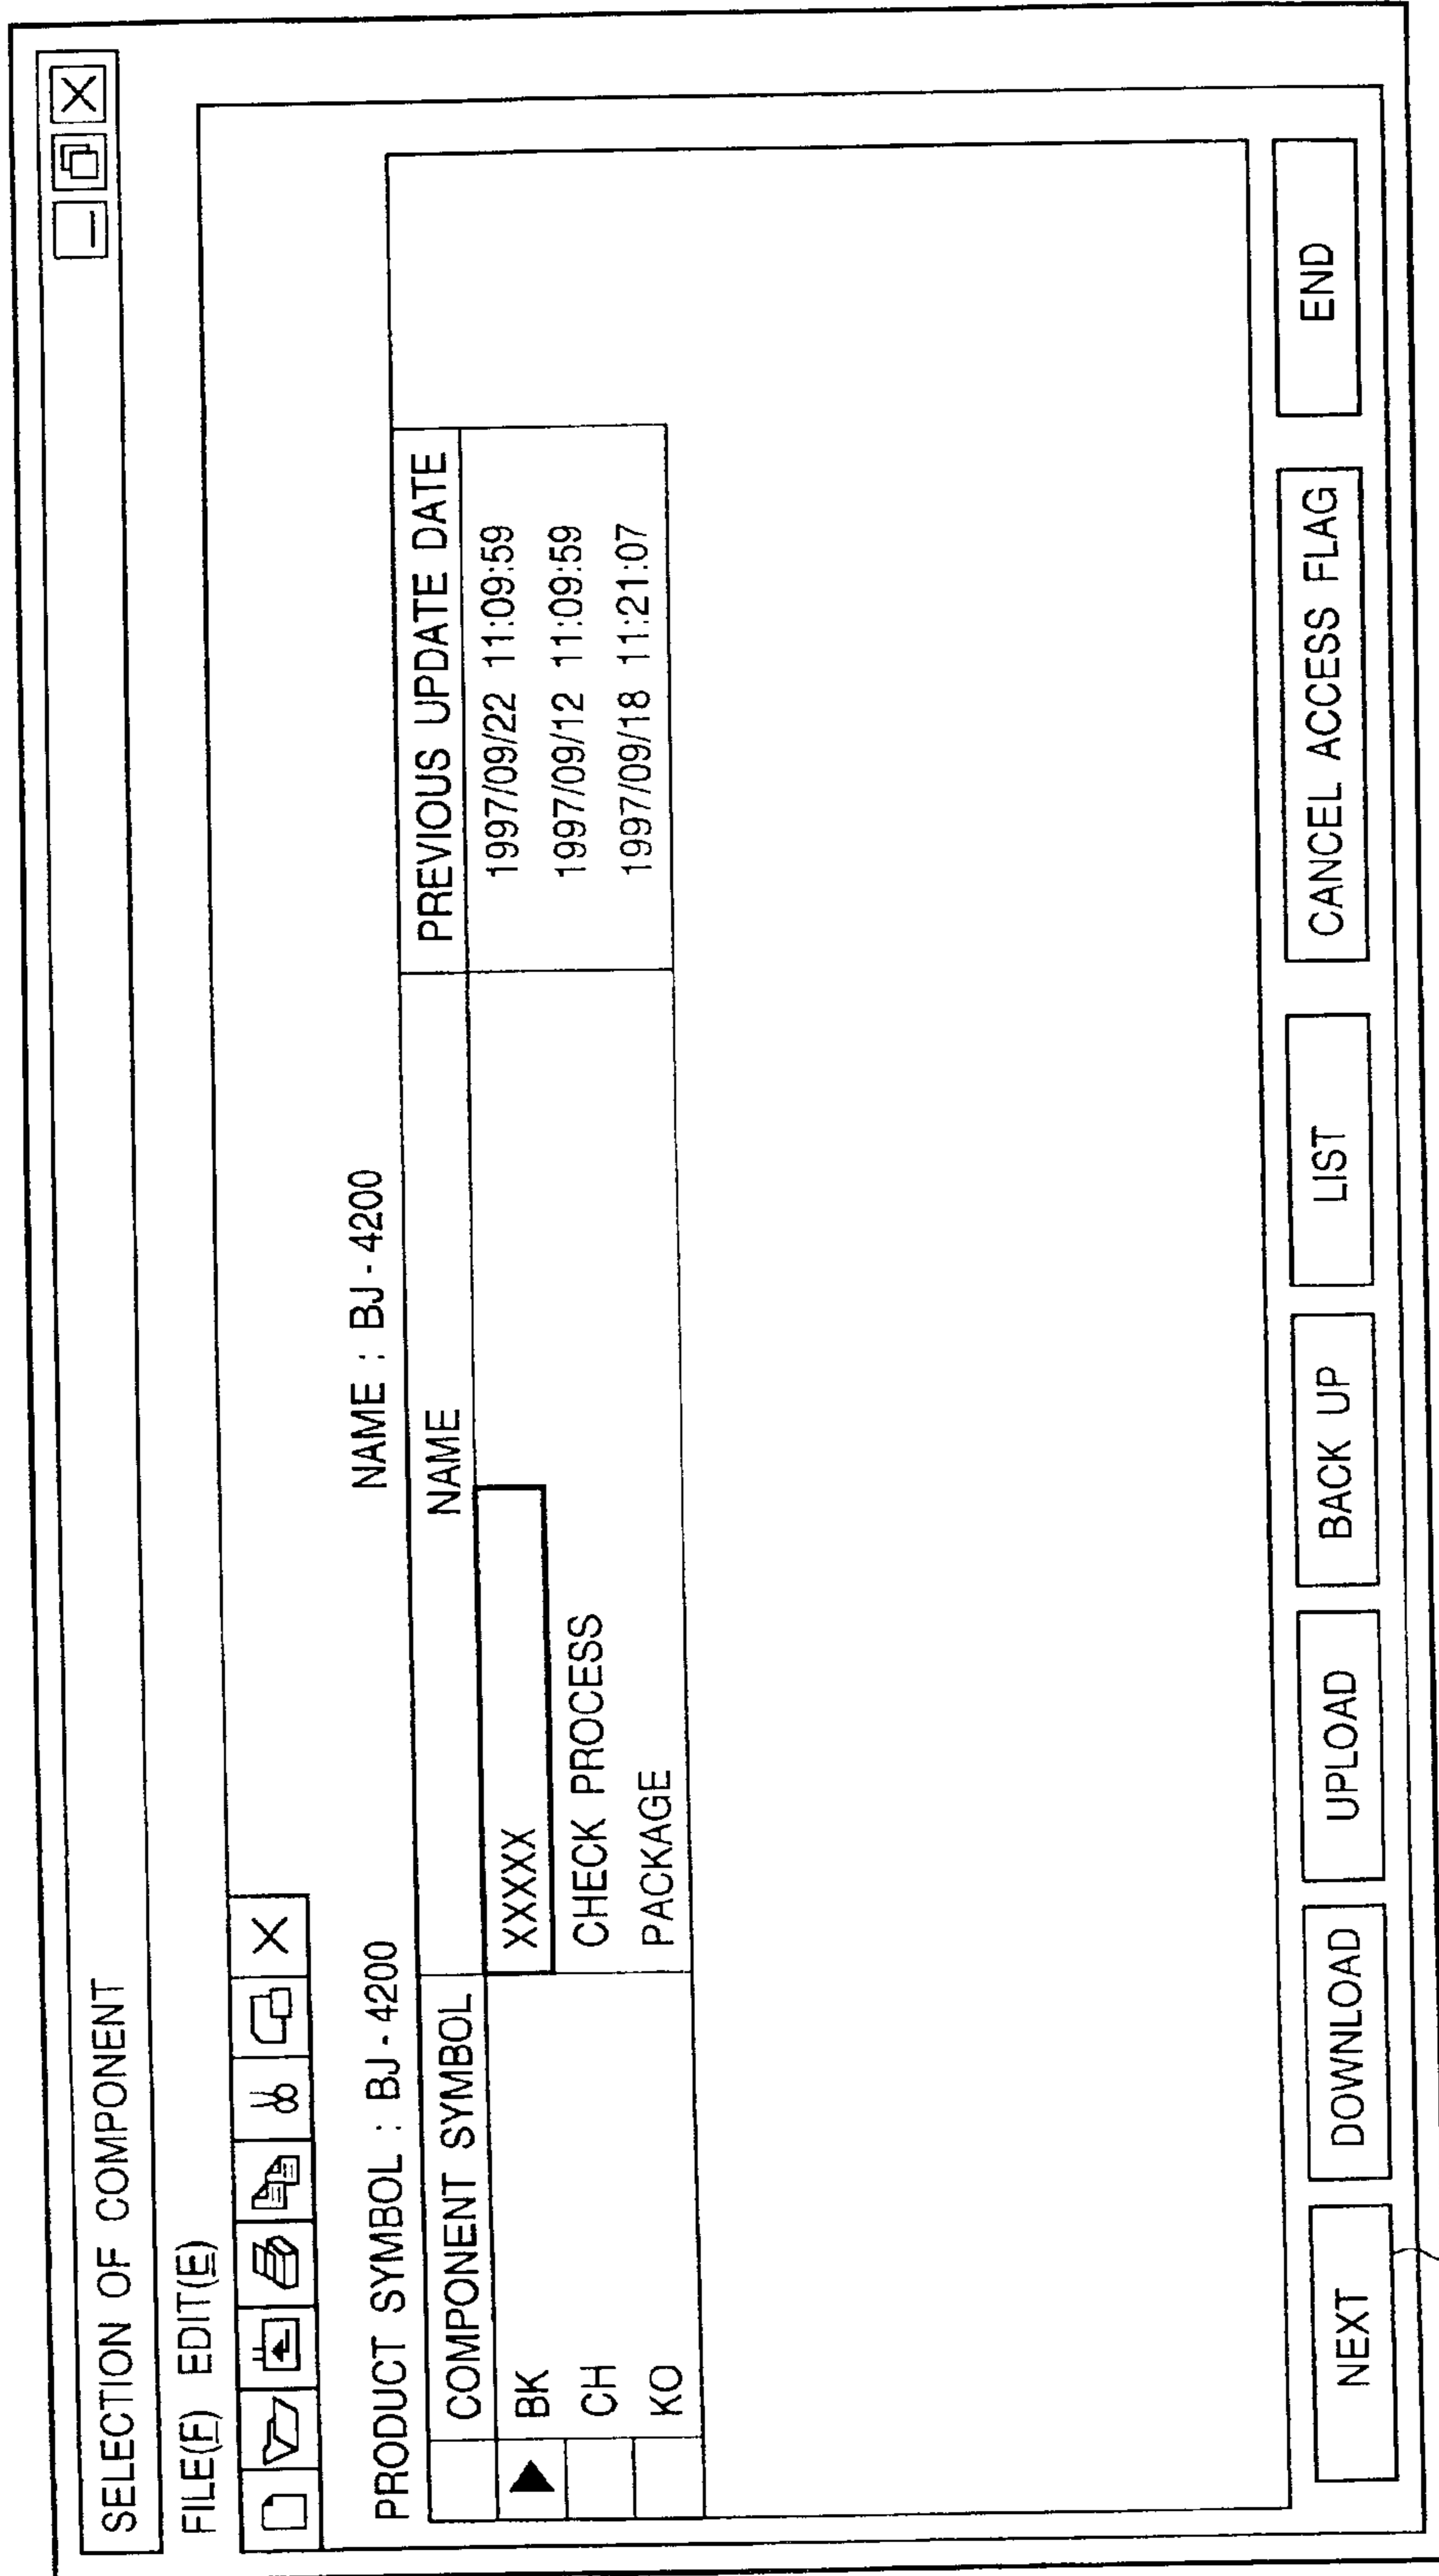 SELECTION OF COMPONENT
FILE(F) EDIT(E)
PRODUCT SYMBOL : BJ - 4200 NAME : BJ - 4200
COMPONENT SYMBOL NAME PREVIOUS UPDATE DATE
BK XXXXX 1997/09/22 11:09:59
CH CHECK PROCESS 1997/09/12 11:09:59
KO PACKAGE 1997/09/18 11:21:07
NEXT DOWNLOAD UPLOAD BACK UP LIST CANCEL ACCESS FLAG END